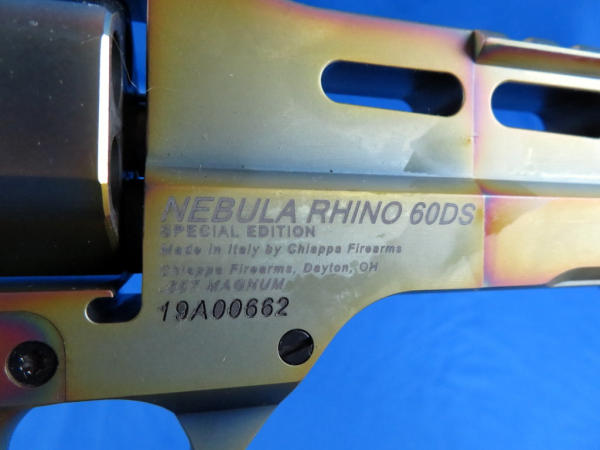 NEBULA RHINO 60DS
SPECIAL EDITION
Made in Italy by Chiappa Firearms
Chiappa Firearms, Dayton, OH
.357 MAGNUM
19A00662